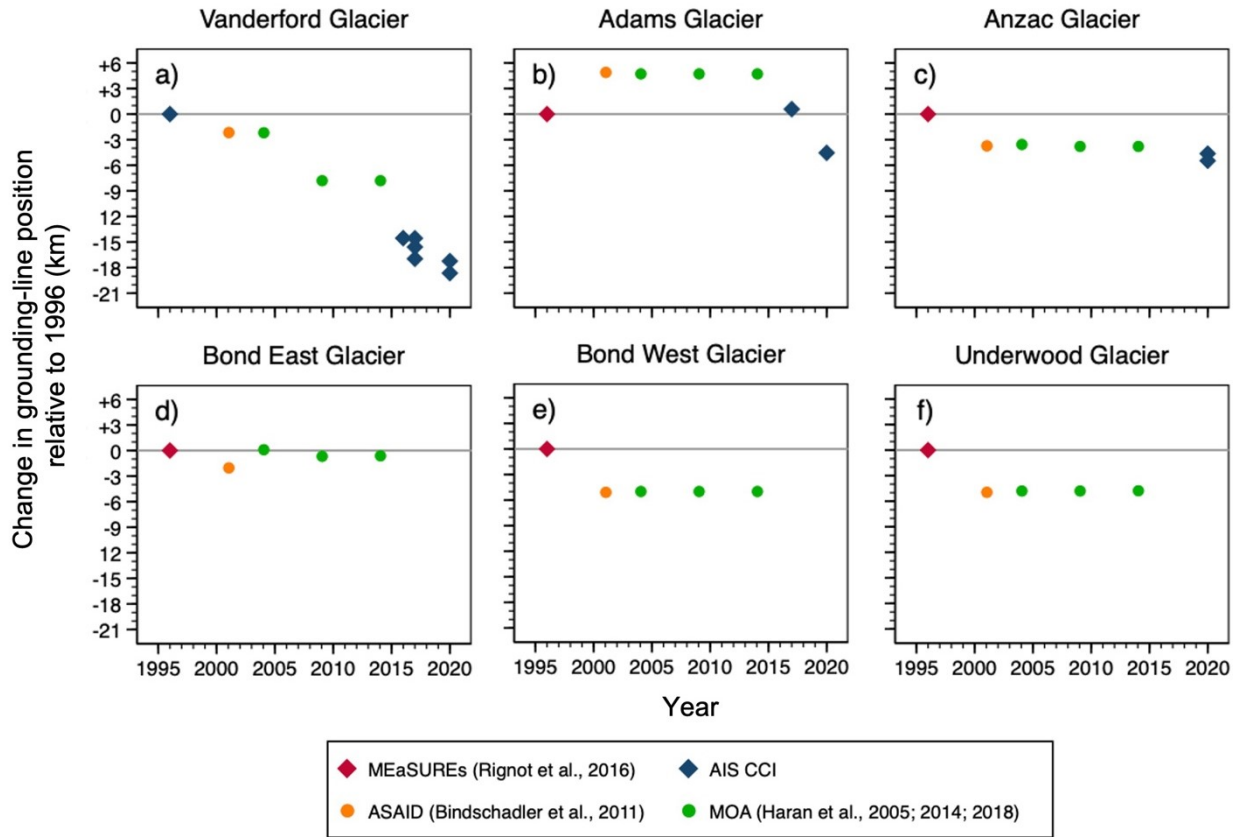 Vanderford Glacier
Adams Glacier
Anzac Glacier
a)
b)
c)
+6
+3
0
-3
-6
-9
12
-15
-18
-21
Bond East Glacier
Bond West Glacier
Underwood Glacier
d)
e)
f)
+6
+3
0
-3
-6
-9
12
-15
-18
-21
Change in grounding-line position
relative to 1996 (km)
1995 2000 2005 2010 2015 2020
1995 2000 2005 2010 2015 2020
1995 2000 2005 2010 2015 2020
Year
MEaSUREs (Rignot et al., 2016)
AIS CCI
ASAID (Bindschadler et al., 2011)
MOA (Haran et al., 2005; 2014; 2018)